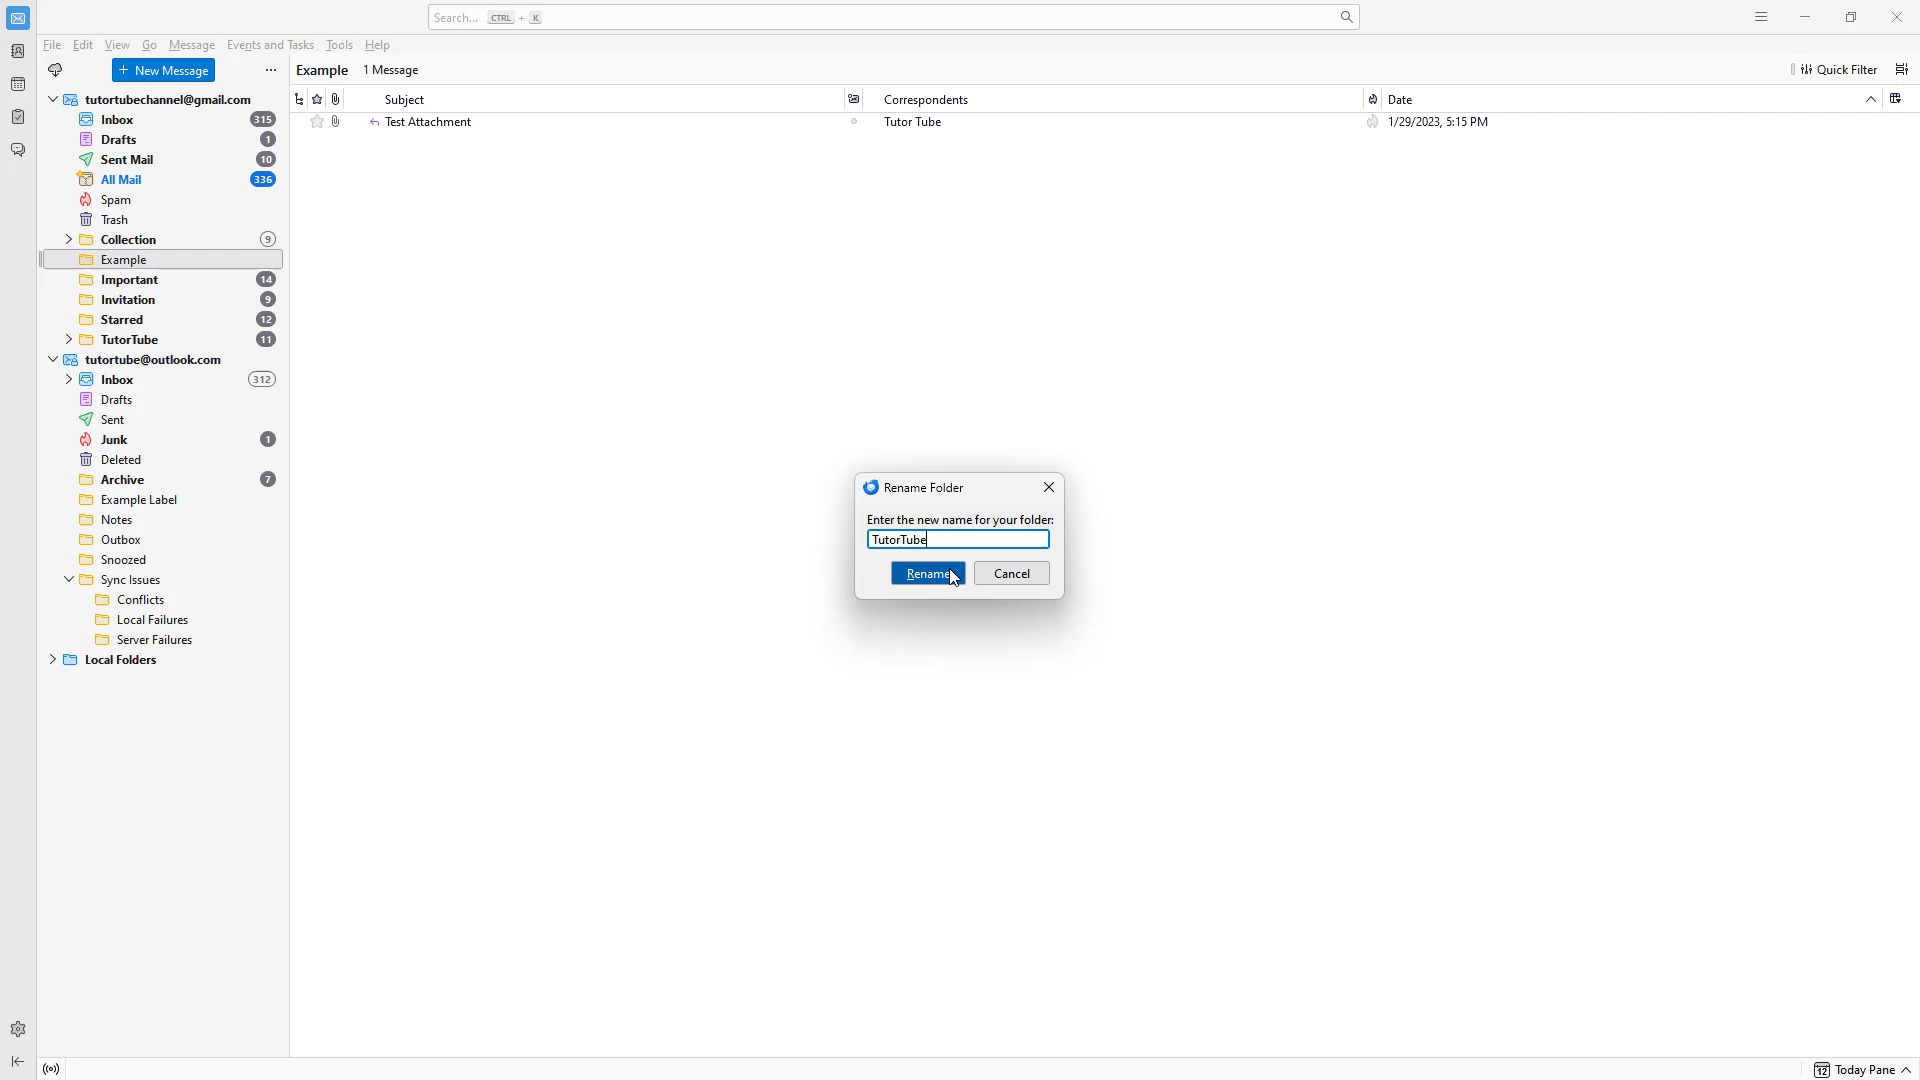 Search... CTRL + K
File Edit View Go Message Events and Tasks Tools Help
+ New Message ...
Example 1 Message
Quick Filter
Subject Correspondents Date
Test Attachment Tutor Tube 1/29/2023, 5:15 PM
tutortubechannel@gmail.com
Inbox 315
Drafts 1
Sent Mail 10
All Mail 336
Spam
Trash
Collection 9
Example
Important 14
Invitation 9
Starred 12
TutorTube 11
tutortube@outlook.com
Inbox 312
Drafts
Sent
Junk 1
Deleted
Archive 7
Example Label
Notes
Outbox
Snoozed
Sync Issues
Conflicts
Local Failures
Server Failures
Local Folders
Rename Folder
Enter the new name for your folder:
TutorTube
Rename Cancel
12 Today Pane